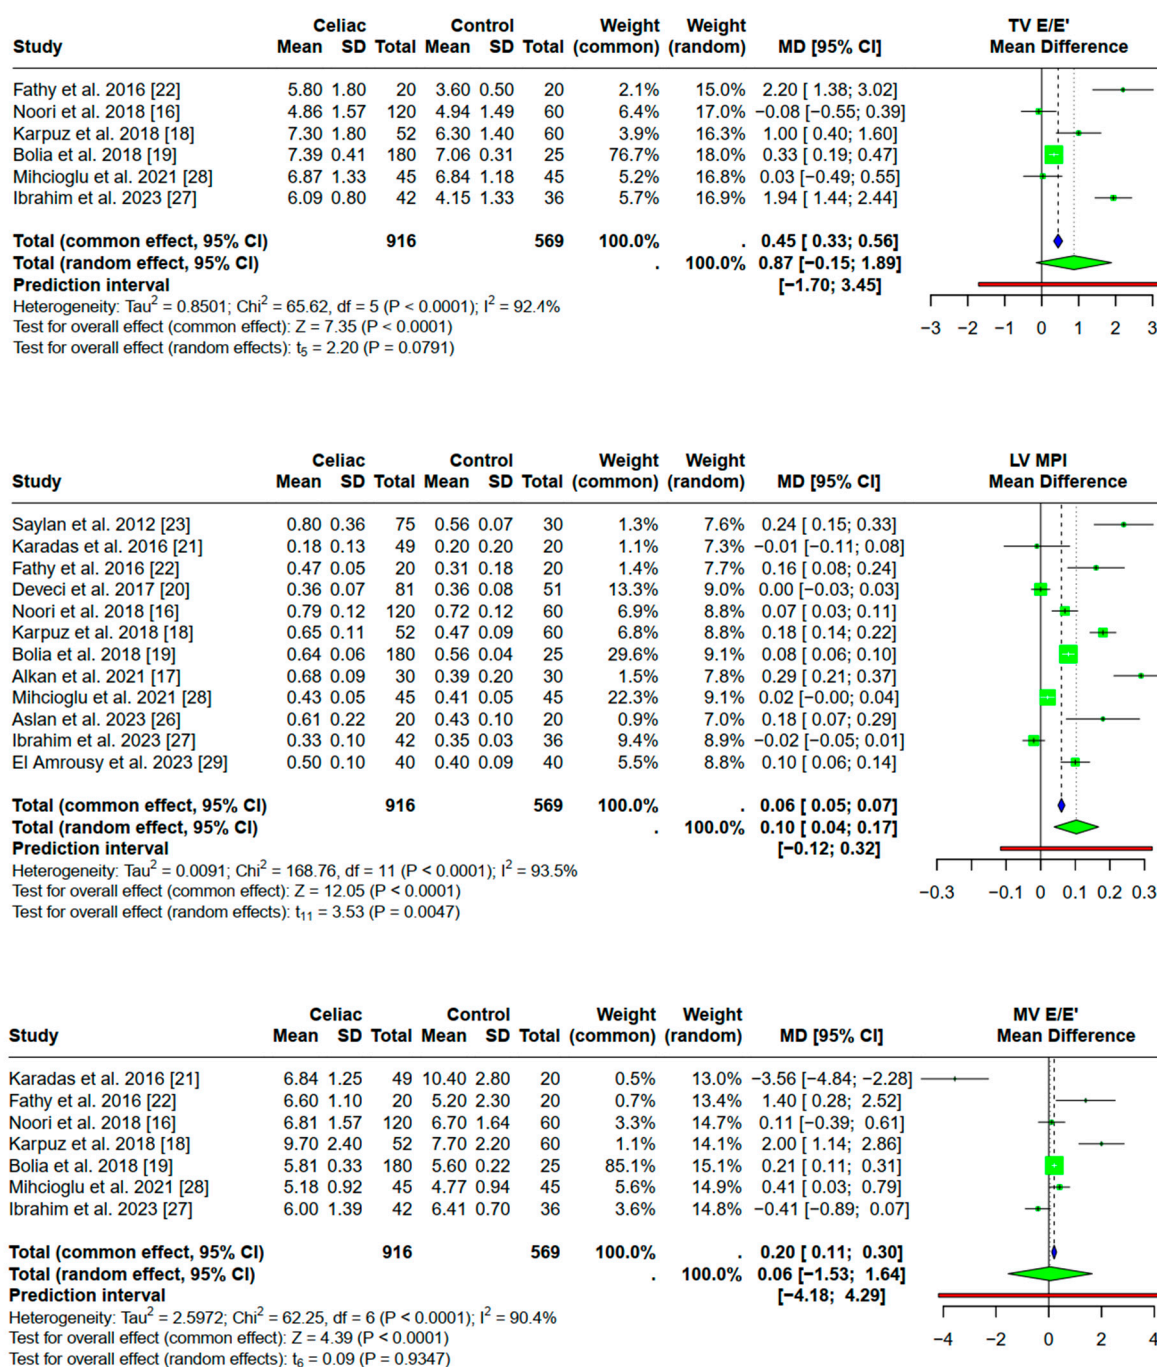 Celiac Control Weight Weight TV E/E'
Study Mean SD Total Mean SD Total (common) (random) MD [95% CI] Mean Difference
Fathy et al. 2016 [22] 5.80 1.80 20 3.60 0.50 20 2.1% 15.0% 2.20 [ 1.38; 3.02]
Noori et al. 2018 [16] 4.86 1.57 120 4.94 1.49 60 6.4% 17.0% −0.08 [−0.55; 0.39]
Karpuz et al. 2018 [18] 7.30 1.80 52 6.30 1.40 60 3.9% 16.3% 1.00 [ 0.40; 1.60]
Bolia et al. 2018 [19] 7.39 0.41 180 7.06 0.31 25 76.7% 18.0% 0.33 [ 0.19; 0.47]
Mihcioglu et al. 2021 [28] 6.87 1.33 45 6.84 1.18 45 5.2% 16.8% 0.03 [−0.49; 0.55]
Ibrahim et al. 2023 [27] 6.09 0.80 42 4.15 1.33 36 5.7% 16.9% 1.94 [ 1.44; 2.44]
Total (common effect, 95% CI) 916 569 100.0% . 0.45 [ 0.33; 0.56]
Total (random effect, 95% CI) . 100.0% 0.87 [−0.15; 1.89]
Prediction interval [−1.70; 3.45]
Heterogeneity: Tau² = 0.8501; Chi² = 65.62, df = 5 (P < 0.0001); I² = 92.4%
Test for overall effect (common effect): Z = 7.35 (P < 0.0001)
Test for overall effect (random effects): t₅ = 2.20 (P = 0.0791)
−3 −2 −1 0 1 2 3
Celiac Control Weight Weight LV MPI
Study Mean SD Total Mean SD Total (common) (random) MD [95% CI] Mean Difference
Saylan et al. 2012 [23] 0.80 0.36 75 0.56 0.07 30 1.3% 7.6% 0.24 [ 0.15; 0.33]
Karadas et al. 2016 [21] 0.18 0.13 49 0.20 0.20 20 1.1% 7.3% −0.01 [−0.11; 0.08]
Fathy et al. 2016 [22] 0.47 0.05 20 0.31 0.18 20 1.4% 7.7% 0.16 [ 0.08; 0.24]
Deveci et al. 2017 [20] 0.36 0.07 81 0.36 0.08 51 13.3% 8.9% 0.00 [−0.03; 0.03]
Noori et al. 2018 [16] 0.79 0.12 120 0.72 0.12 60 6.9% 8.8% 0.07 [ 0.03; 0.11]
Karpuz et al. 2018 [18] 0.65 0.11 52 0.47 0.09 60 6.8% 8.8% 0.18 [ 0.14; 0.22]
Bolia et al. 2018 [19] 0.64 0.06 180 0.56 0.04 25 29.6% 9.1% 0.08 [ 0.06; 0.10]
Alkan et al. 2021 [17] 0.68 0.09 30 0.39 0.20 30 1.5% 7.8% 0.29 [ 0.21; 0.37]
Mihcioglu et al. 2021 [28] 0.43 0.05 45 0.41 0.05 45 22.3% 9.1% 0.02 [−0.00; 0.04]
Aslan et al. 2023 [26] 0.61 0.22 20 0.43 0.10 20 0.9% 7.0% 0.18 [ 0.07; 0.29]
Ibrahim et al. 2023 [27] 0.33 0.10 42 0.35 0.03 36 9.4% 8.9% −0.02 [−0.05; 0.01]
El Amrousy et al. 2023 [29] 0.50 0.10 40 0.40 0.09 40 5.5% 8.8% 0.10 [ 0.06; 0.14]
Total (common effect, 95% CI) 916 569 100.0% . 0.06 [ 0.05; 0.07]
Total (random effect, 95% CI) . 100.0% 0.10 [ 0.04; 0.17]
Prediction interval [−0.12; 0.32]
Heterogeneity: Tau² = 0.0091; Chi² = 168.76, df = 11 (P < 0.0001); I² = 93.5%
Test for overall effect (common effect): Z = 12.05 (P < 0.0001)
Test for overall effect (random effects): t₁₁ = 3.53 (P = 0.0047)
−0.3 −0.1 0 0.1 0.2 0.3
Celiac Control Weight Weight MV E/E'
Study Mean SD Total Mean SD Total (common) (random) MD [95% CI] Mean Difference
Karadas et al. 2016 [21] 6.84 1.25 49 10.40 2.80 20 0.5% 13.0% −3.56 [−4.84; −2.28]
Fathy et al. 2016 [22] 6.60 1.10 20 5.20 2.30 20 0.7% 13.4% 1.40 [ 0.28; 2.52]
Noori et al. 2018 [16] 6.81 1.57 120 6.70 1.64 60 3.3% 14.7% 0.11 [−0.39; 0.61]
Karpuz et al. 2018 [18] 9.70 2.40 52 7.70 2.20 60 1.1% 14.1% 2.00 [ 1.14; 2.86]
Bolia et al. 2018 [19] 5.81 0.33 180 5.60 0.22 25 85.1% 15.1% 0.21 [ 0.11; 0.31]
Mihcioglu et al. 2021 [28] 5.18 0.92 45 4.77 0.94 45 5.6% 14.9% 0.41 [ 0.03; 0.79]
Ibrahim et al. 2023 [27] 6.00 1.39 42 6.41 0.70 36 3.6% 14.8% −0.41 [−0.89; 0.07]
Total (common effect, 95% CI) 916 569 100.0% . 0.20 [ 0.11; 0.30]
Total (random effect, 95% CI) . 100.0% 0.06 [−1.53; 1.64]
Prediction interval [−4.18; 4.29]
Heterogeneity: Tau² = 2.5972; Chi² = 62.25, df = 6 (P < 0.0001); I² = 90.4%
Test for overall effect (common effect): Z = 4.39 (P < 0.0001)
Test for overall effect (random effects): t₆ = 0.09 (P = 0.9347)
−4 −2 0 2 4